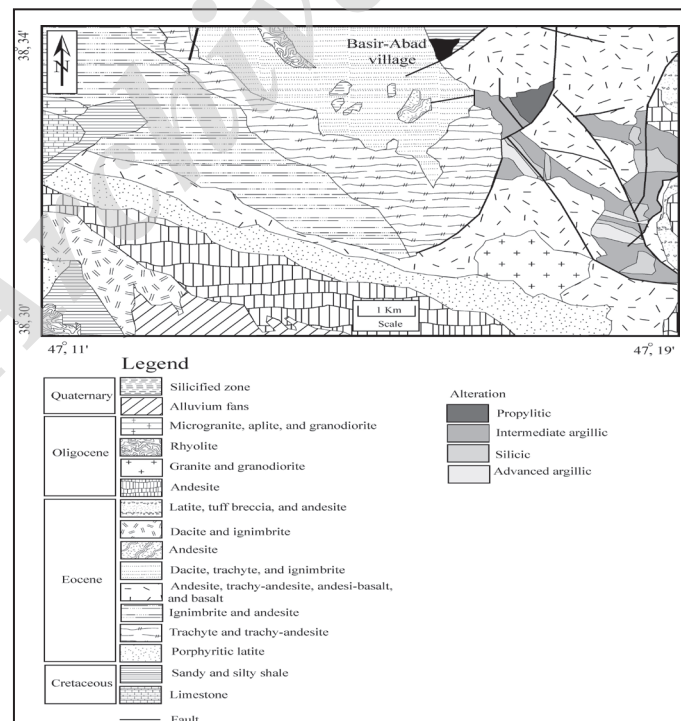 Archive
38, 34'
N
Basir-Abad
village
1 Km
Scale
38, 30'
47, 11'
47, 19'
Legend
Quaternary
Silicified zone
Alluvium fans
Oligocene
Microgranite, aplite, and granodiorite
Rhyolite
Granite and granodiorite
Andesite
Eocene
Latite, tuff breccia, and andesite
Dacite and ignimbrite
Andesite
Dacite, trachyte, and ignimbrite
Andesite, trachy-andesite, andesi-basalt,
and basalt
Ignimbrite and andesite
Trachyte and trachy-andesite
Porphyritic latite
Cretaceous
Sandy and silty shale
Limestone
Fault
Alteration
Propylitic
Intermediate argillic
Silicic
Advanced argillic